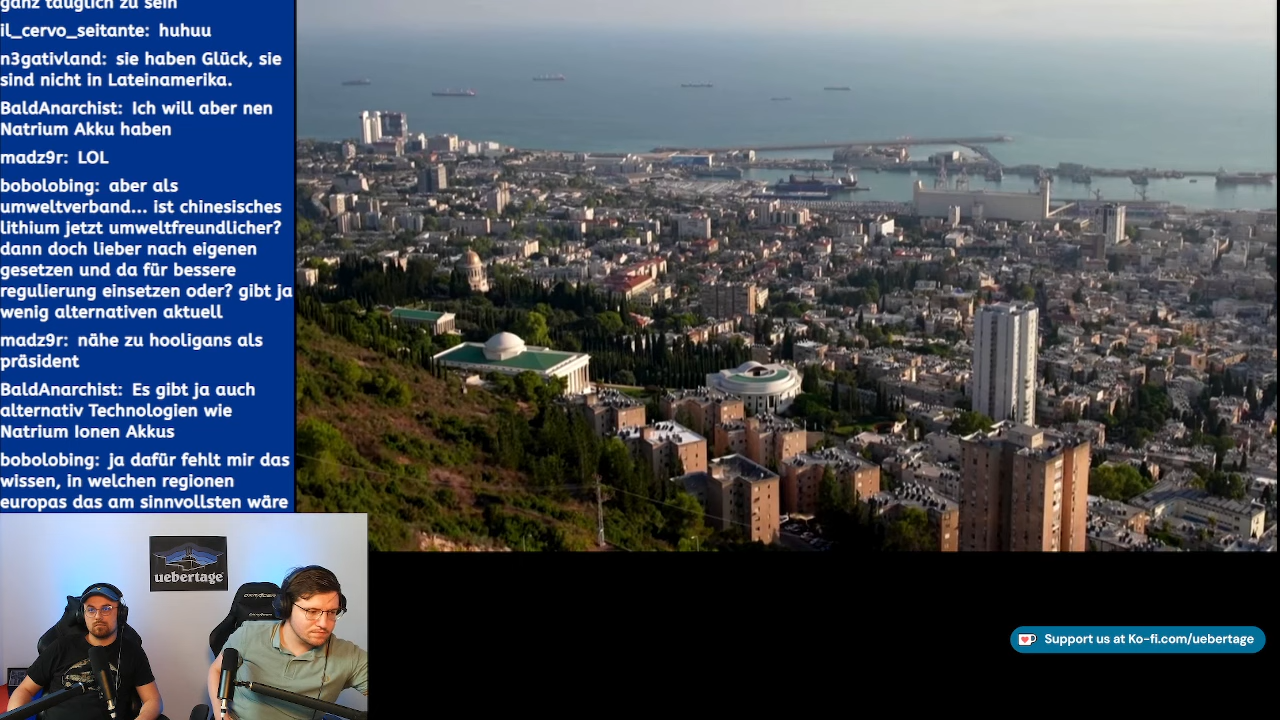 ganz tauglich zu sein
il_cervo_seitante: huhuu
n3gativland: sie haben Glück, sie
sind nicht in Lateinamerika.
BaldAnarchist: Ich will aber nen
Natrium Akku haben
madz9r: LOL
bobolobing: aber als
umweltverband... ist chinesisches
lithium jetzt umweltfreundlicher?
dann doch lieber nach eigenen
gesetzen und da für bessere
regulierung einsetzen oder? gibt ja
wenig alternativen aktuell
madz9r: nähe zu hooligans als
präsident
BaldAnarchist: Es gibt ja auch
alternativ Technologien wie
Natrium Ionen Akkus
bobolobing: ja dafür fehlt mir das
wissen, in welchen regionen
europas das am sinnvollsten wäre
uebertage
Support us at Ko-fi.com/uebertage